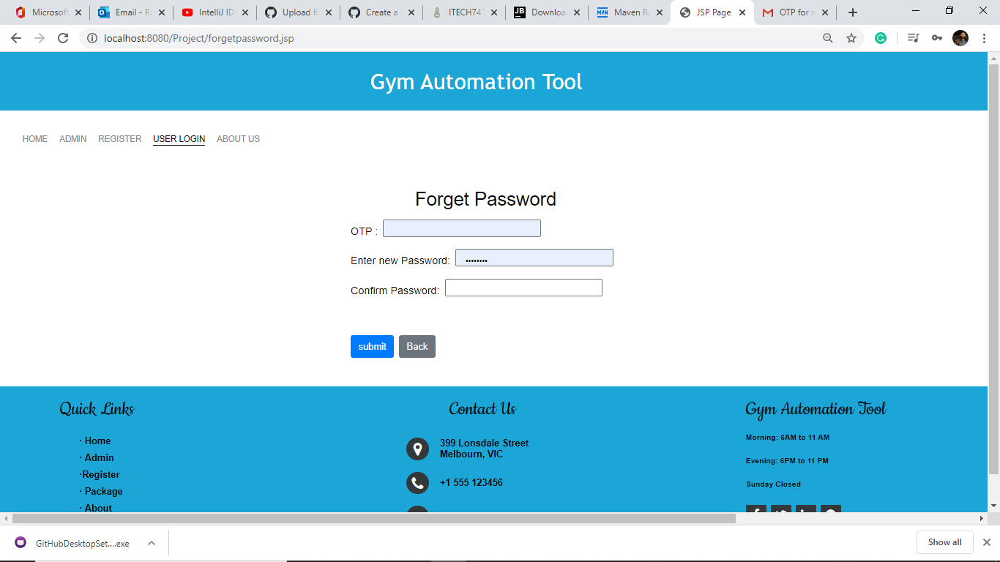 Microsoft
Email - R
IntelliJ ID
Upload fi
Create a
ITECH741
Downloa
Maven R
JSP Page
OTP for r
localhost:8080/Project/forgetpassword.jsp
Gym Automation Tool
HOME ADMIN REGISTER USER LOGIN ABOUT US
Forget Password
OTP :
Enter new Password: ••••••••
Confirm Password:
submit Back
Quick Links
· Home
· Admin
·Register
· Package
· About
Contact Us
399 Lonsdale Street
Melbourn, VIC
+1 555 123456
Gym Automation Tool
Morning: 6AM to 11 AM
Evening: 6PM to 11 PM
Sunday Closed
GitHubDesktopSet....exe
Show all